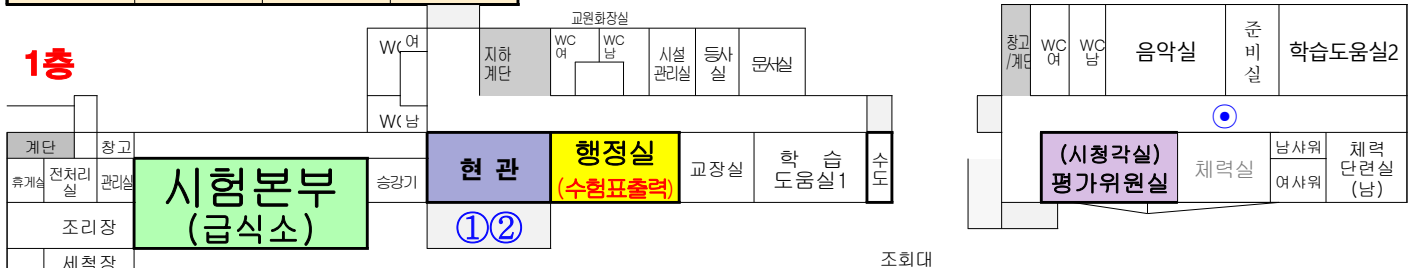 교원화장실
1층
WC 여
지하
계단
WC
여
WC
남
시설
관리실
등사
실
문서실
창고
/계단
WC
여
WC
남
음악실
준
비
실
학습도움실2
WC 남
계단
창고
휴게실
전처리
실
관리실
시험본부
(급식소)
승강기
현 관
행정실
(수험표출력)
교장실
학 습
도움실1
수
도
(시청각실)
평가위원실
체력실
남샤워
여샤워
체력
단련실
(남)
조리장
①②
세척장
조회대